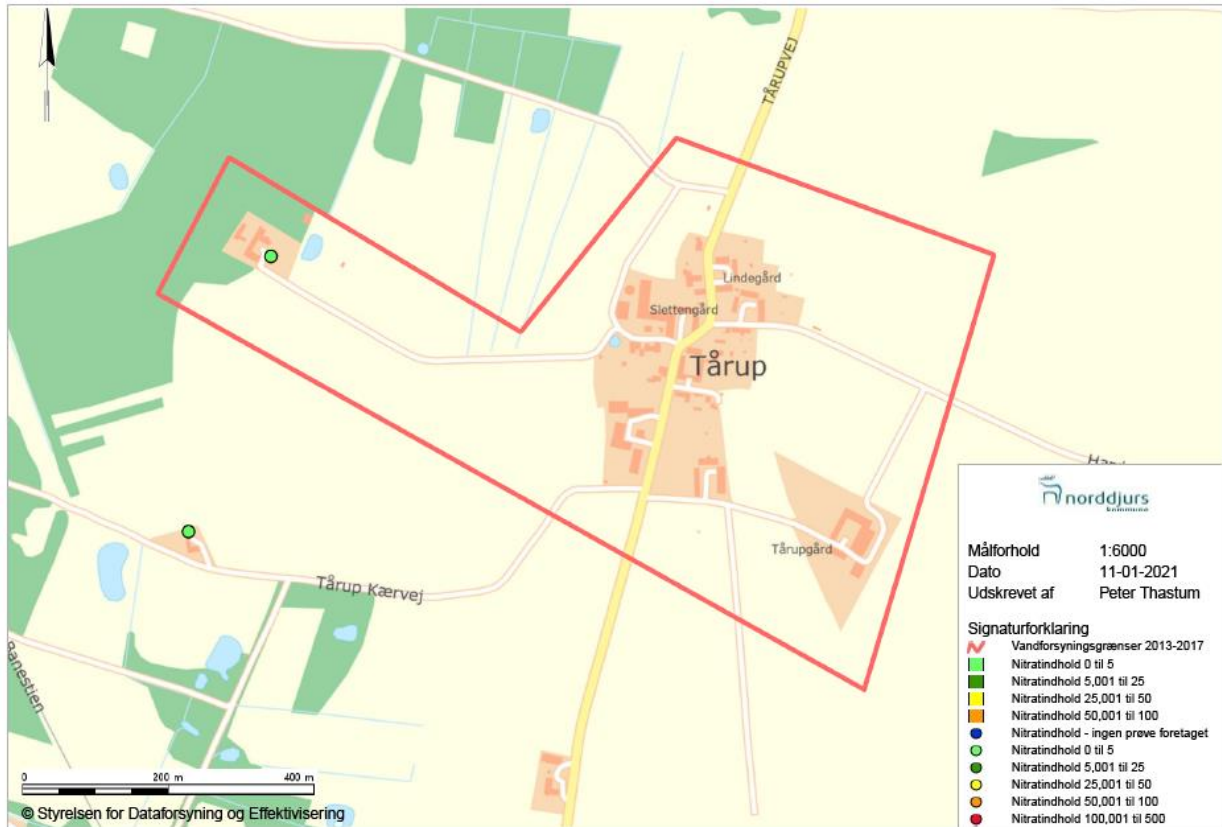 TÅRUPVEJ
Lindegård
Slettengård
Tårup
Tårupgård
Tårup Kærvej
Banestien
0 200 m 400 m
© Styrelsen for Dataforsyning og Effektivisering
norddjurs
kommune
Målforhold 1:6000
Dato 11-01-2021
Udskrevet af Peter Thastum
Signaturforklaring
Vandforsyningsgrænser 2013-2017
Nitratindhold 0 til 5
Nitratindhold 5,001 til 25
Nitratindhold 25,001 til 50
Nitratindhold 50,001 til 100
Nitratindhold - ingen prøve foretaget
Nitratindhold 0 til 5
Nitratindhold 5,001 til 25
Nitratindhold 25,001 til 50
Nitratindhold 50,001 til 100
Nitratindhold 100,001 til 500